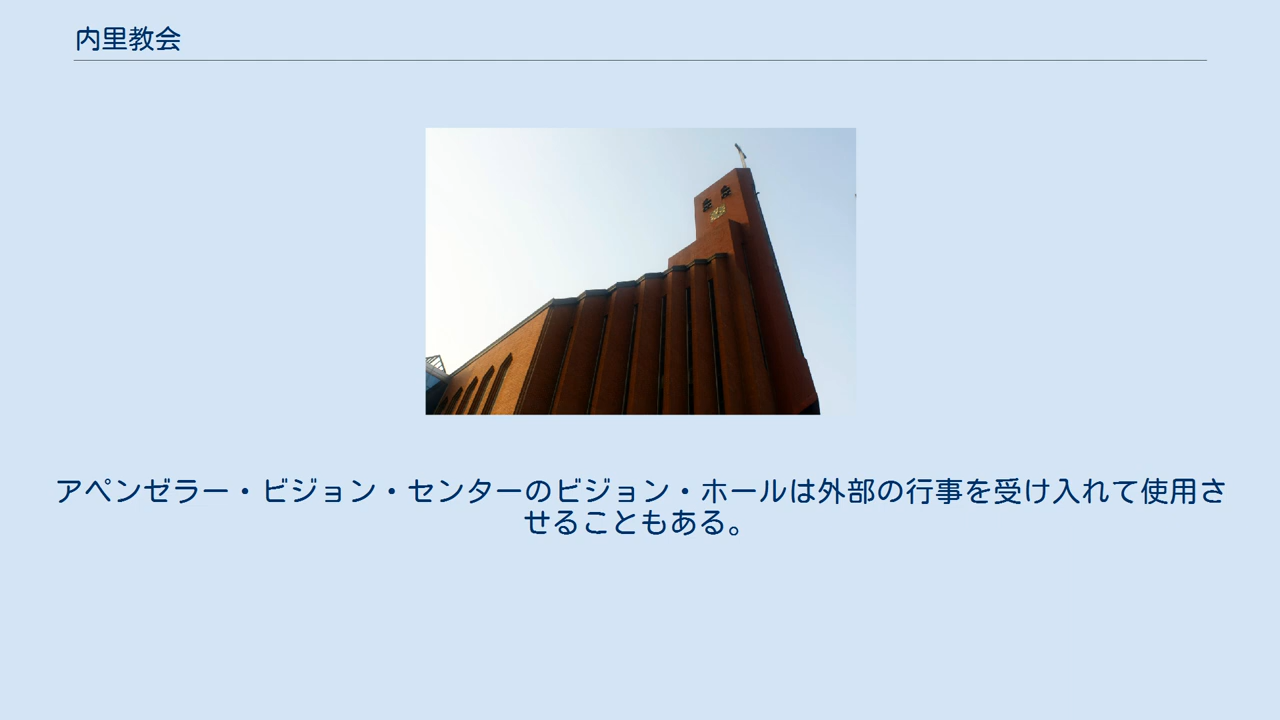 内里教会
アペンゼラー・ビジョン・センターのビジョン・ホールは外部の行事を受け入れて使用さ
せることもある。